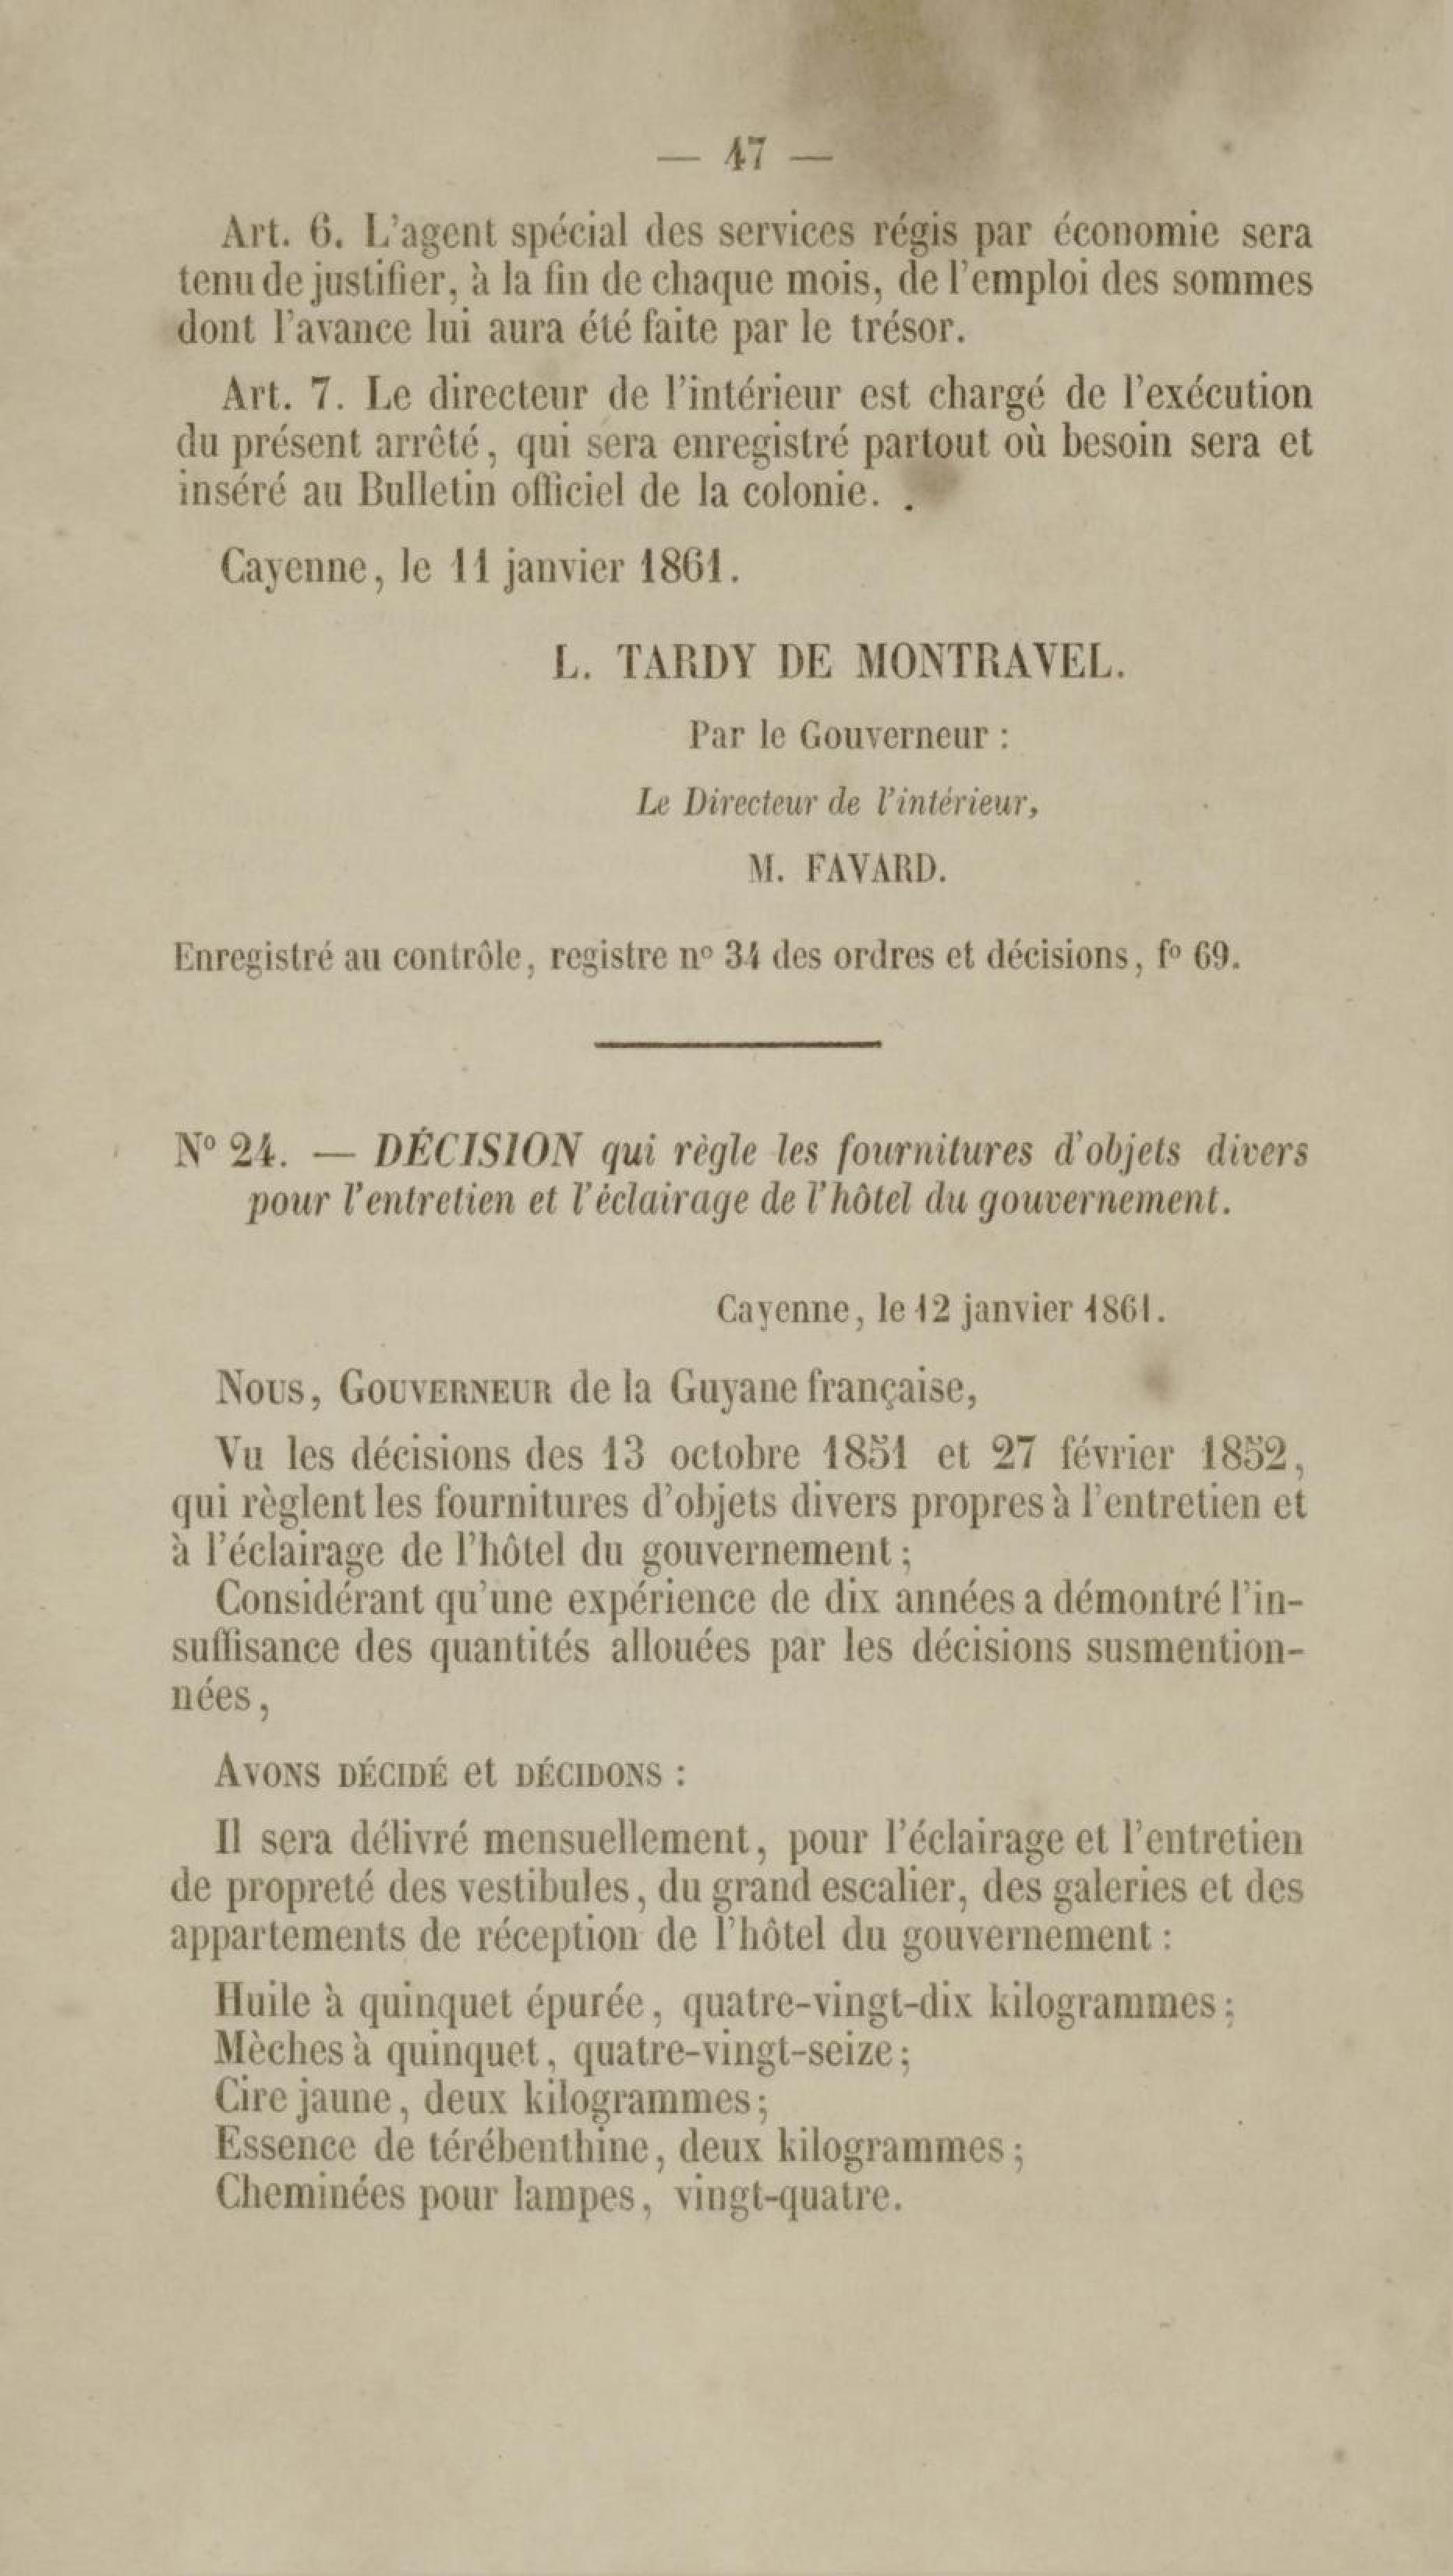 — 47 —
Art. 6. L'agent spécial des services régis par économie sera
tenu de justifier, à la fin de chaque mois, de l'emploi des sommes
dont l'avance lui aura été faite par le trésor.
Art. 7. Le directeur de l'intérieur est chargé de l'exécution
du présent arrêté, qui sera enregistré partout où besoin sera et
inséré au Bulletin officiel de la colonie.
Cayenne, le 11 janvier 1861.
L. TARDY DE MONTRAVEL.
Par le Gouverneur :
Le Directeur de l'intérieur,
M. FAVARD.
Enregistré au contrôle, registre nº 34 des ordres et décisions, fº 69.
Nº 24. — DÉCISION qui règle les fournitures d'objets divers
pour l'entretien et l'éclairage de l'hôtel du gouvernement.
Cayenne, le 12 janvier 1861.
NOUS, GOUVERNEUR de la Guyane française,
Vu les décisions des 13 octobre 1851 et 27 février 1852,
qui règlent les fournitures d'objets divers propres à l'entretien et
à l'éclairage de l'hôtel du gouvernement ;
Considérant qu'une expérience de dix années a démontré l'in-
suffisance des quantités allouées par les décisions susmention-
nées,
AVONS DÉCIDÉ et DÉCIDONS :
Il sera délivré mensuellement, pour l'éclairage et l'entretien
de propreté des vestibules, du grand escalier, des galeries et des
appartements de réception de l'hôtel du gouvernement :
Huile à quinquet épurée, quatre-vingt-dix kilogrammes ;
Mèches à quinquet, quatre-vingt-seize ;
Cire jaune, deux kilogrammes ;
Essence de térébenthine, deux kilogrammes ;
Cheminées pour lampes, vingt-quatre.